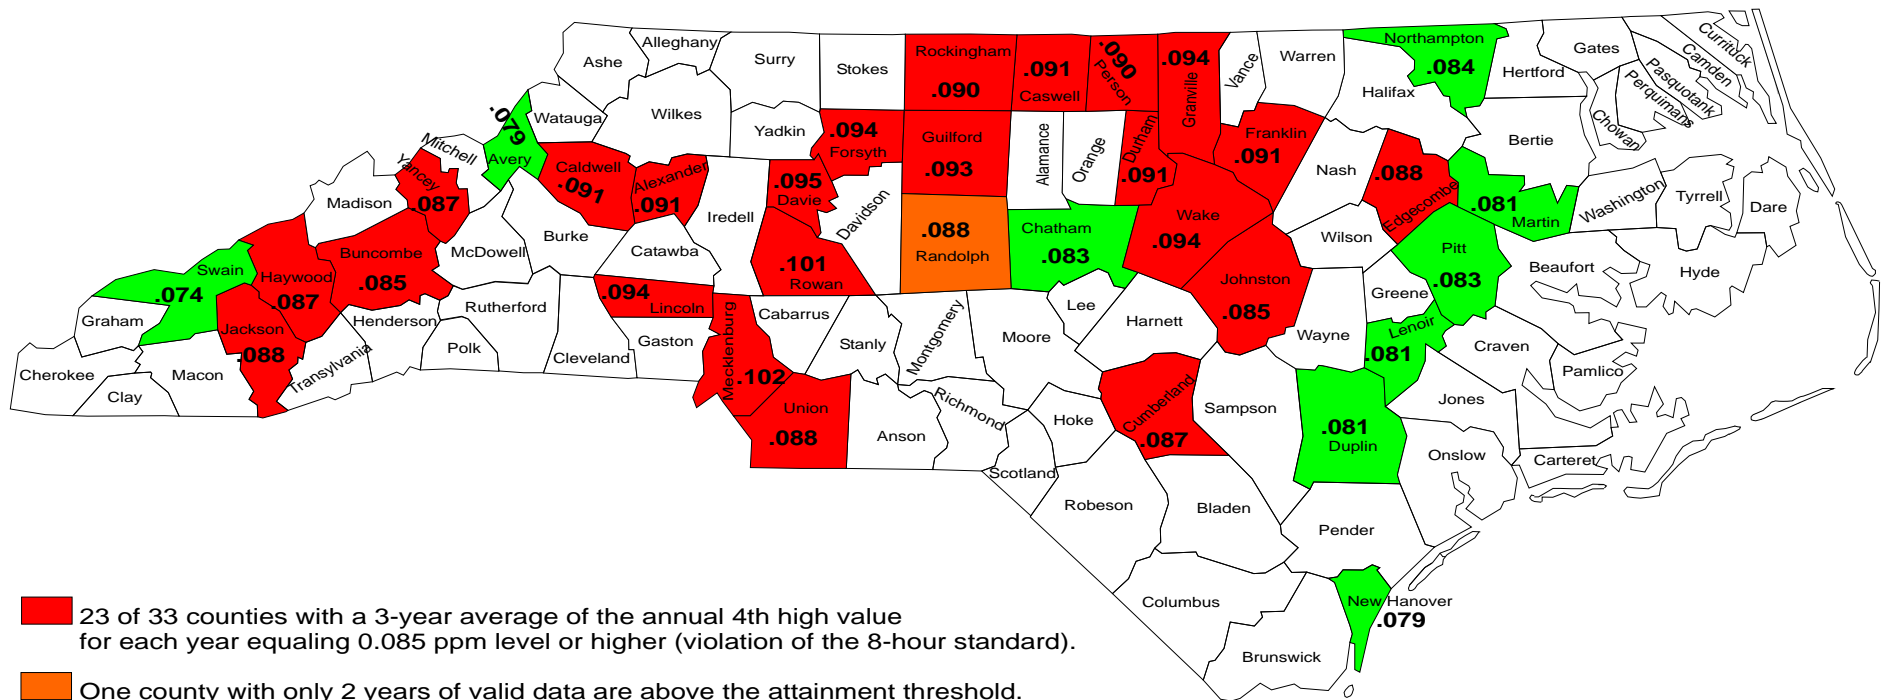 Alleghany
Ashe
Surry
Stokes
Rockingham
.090
.091
Caswell
.090
Person
.094
Granville
Vance
Warren
Northampton
.084
Halifax
Hertford
Gates
Currituck
Camden
Pasquotank
Perquimans
Chowan
Bertie
Watauga
Wilkes
Yadkin
.094
Forsyth
Guilford
.093
Alamance
Orange
Durham
.091
Franklin
.091
Nash
.088
Edgecombe
.081
Martin
Washington
Tyrrell
Dare
.079
Avery
Mitchell
Yancey
.087
Madison
Caldwell
.091
Alexander
.091
Iredell
.095
Davie
Davidson
.088
Randolph
Chatham
.083
Wake
.094
Johnston
.085
Wilson
Pitt
.083
Greene
Beaufort
Hyde
Swain
.074
Haywood
.087
Buncombe
.085
McDowell
Burke
Catawba
.101
Rowan
.094
Lincoln
Graham
Jackson
.088
Henderson
Rutherford
Polk
Cleveland
Gaston
Mecklenburg
.102
Cabarrus
Stanly
Montgomery
Moore
Lee
Harnett
Wayne
Lenoir
.081
Craven
Pamlico
Cherokee
Clay
Macon
Transylvania
Union
.088
Anson
Richmond
Hoke
Scotland
Cumberland
.087
Sampson
.081
Duplin
Jones
Onslow
Carteret
Robeson
Bladen
Pender
Columbus
New Hanover
.079
Brunswick
23 of 33 counties with a 3-year average of the annual 4th high value
for each year equaling 0.085 ppm level or higher (violation of the 8-hour standard).
One county with only 2 years of valid data are above the attainment threshold.